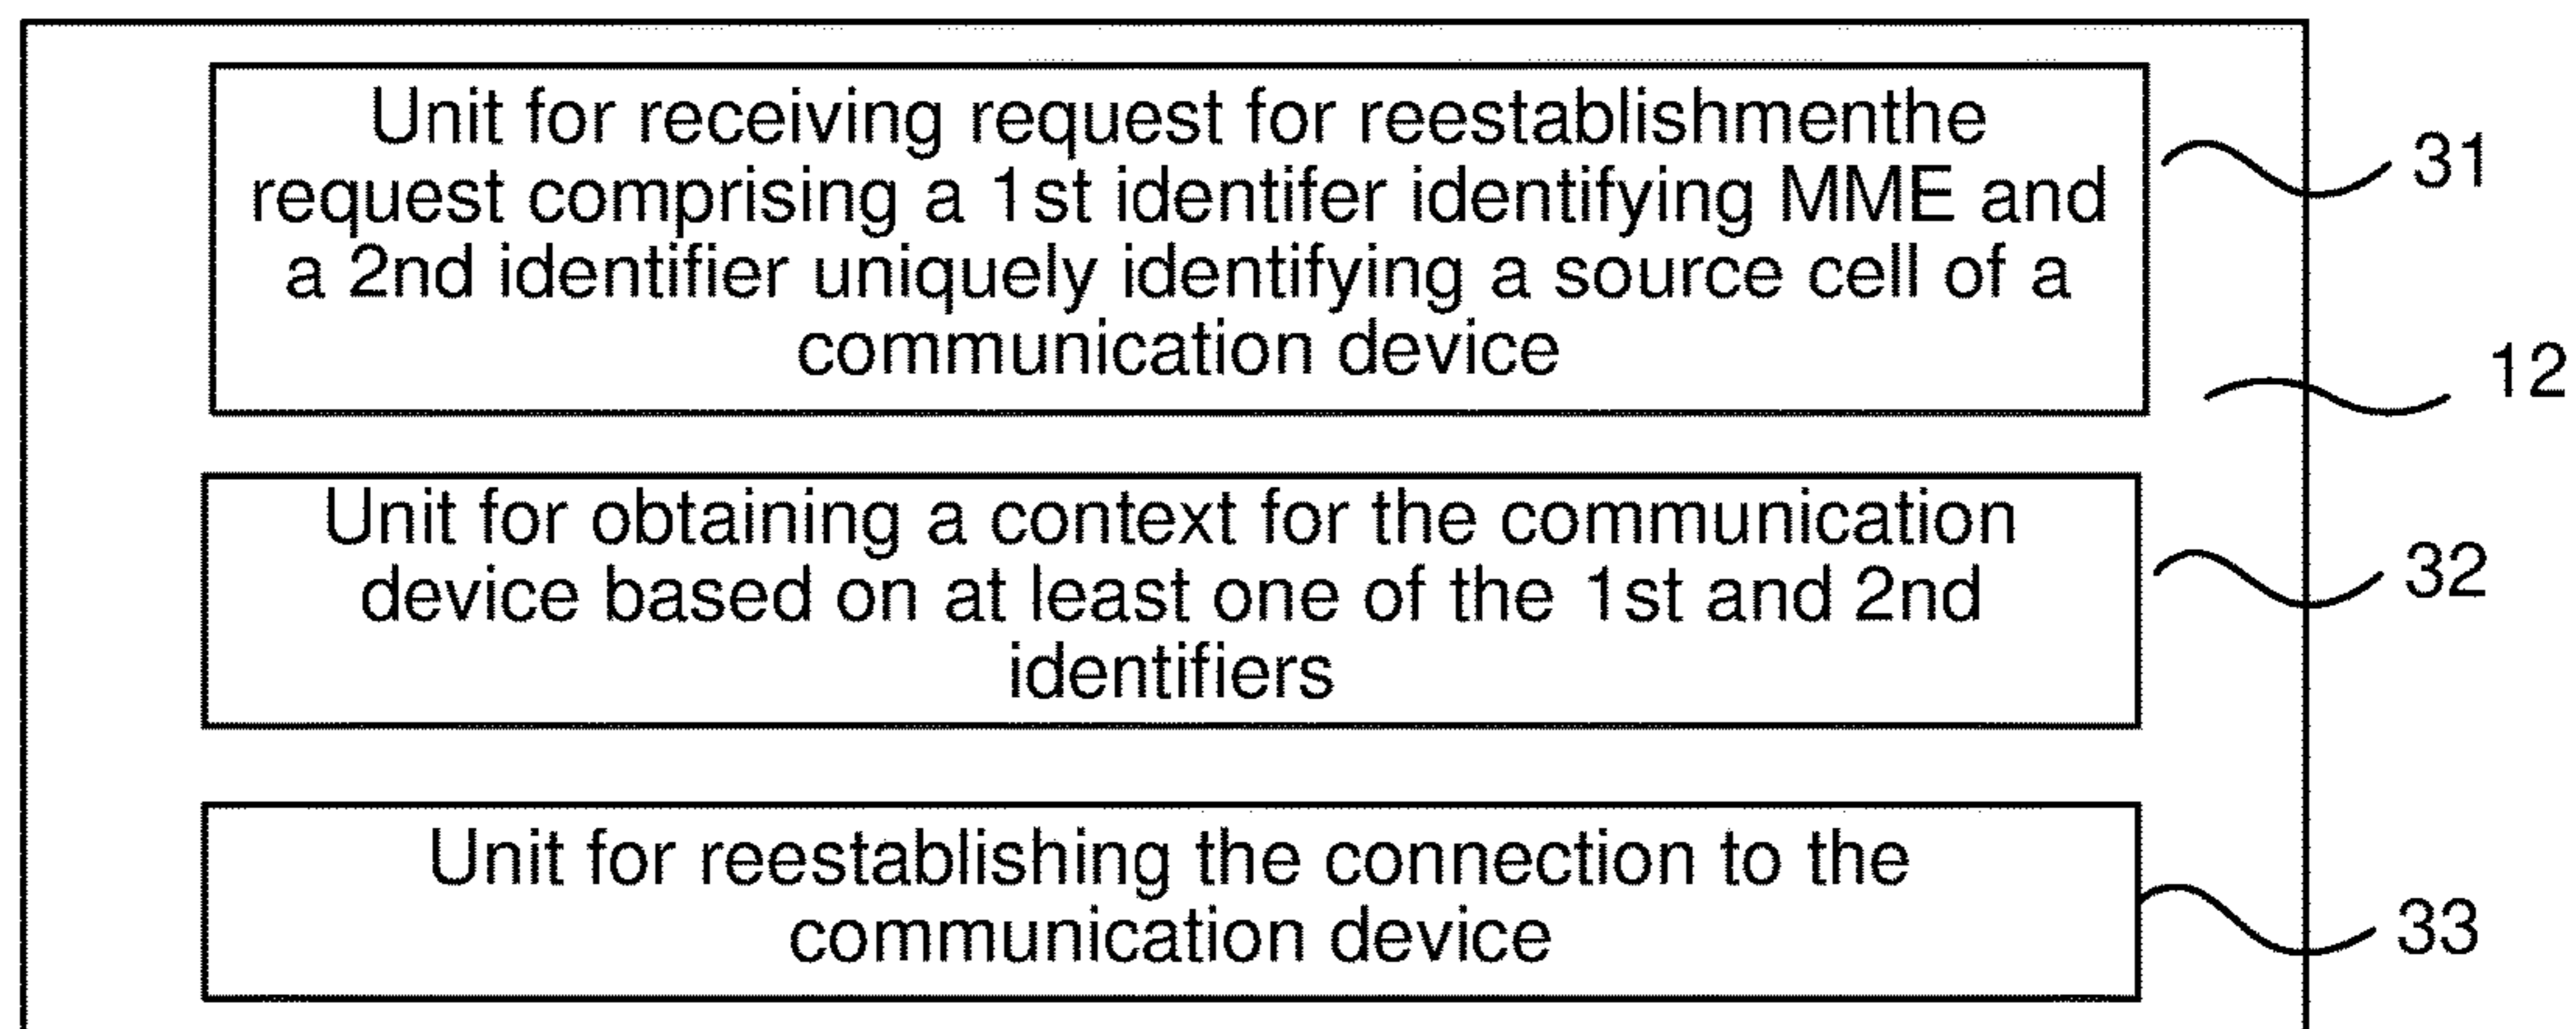 Unit for receiving request for reestablishmenthe
request comprising a 1st identifer identifying MME and
a 2nd identifier uniquely identifying a source cell of a
communication device
31
12
Unit for obtaining a context for the communication
device based on at least one of the 1st and 2nd
identifiers
32
Unit for reestablishing the connection to the
communication device
33